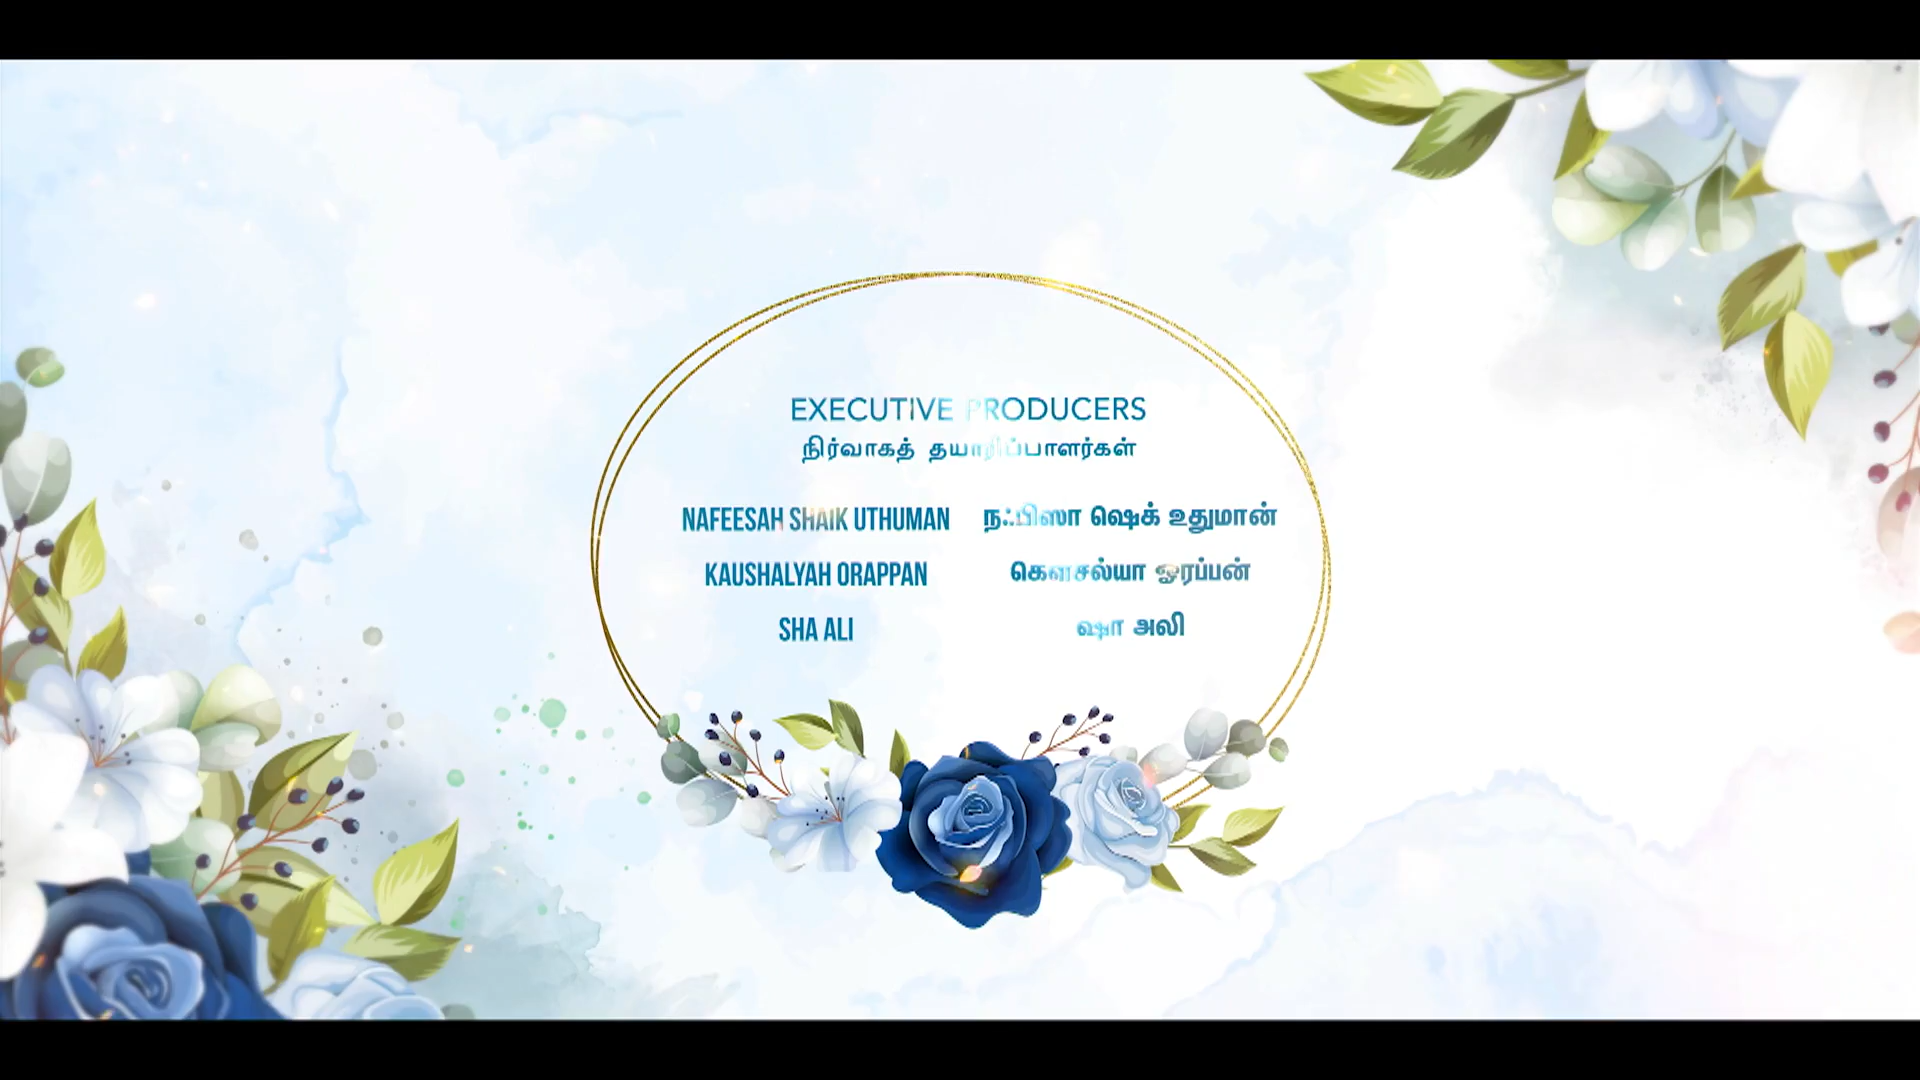 EXECUTIVE PRODUCERS
நிர்வாகத் தயாரிப்பாளர்கள்
NAFEESAH SHAIK UTHUMAN நஃபிஸா ஷெக் உதுமான்
KAUSHALYAH ORAPPAN கௌசல்யா ஓரப்பன்
SHA ALI ஷா அலி